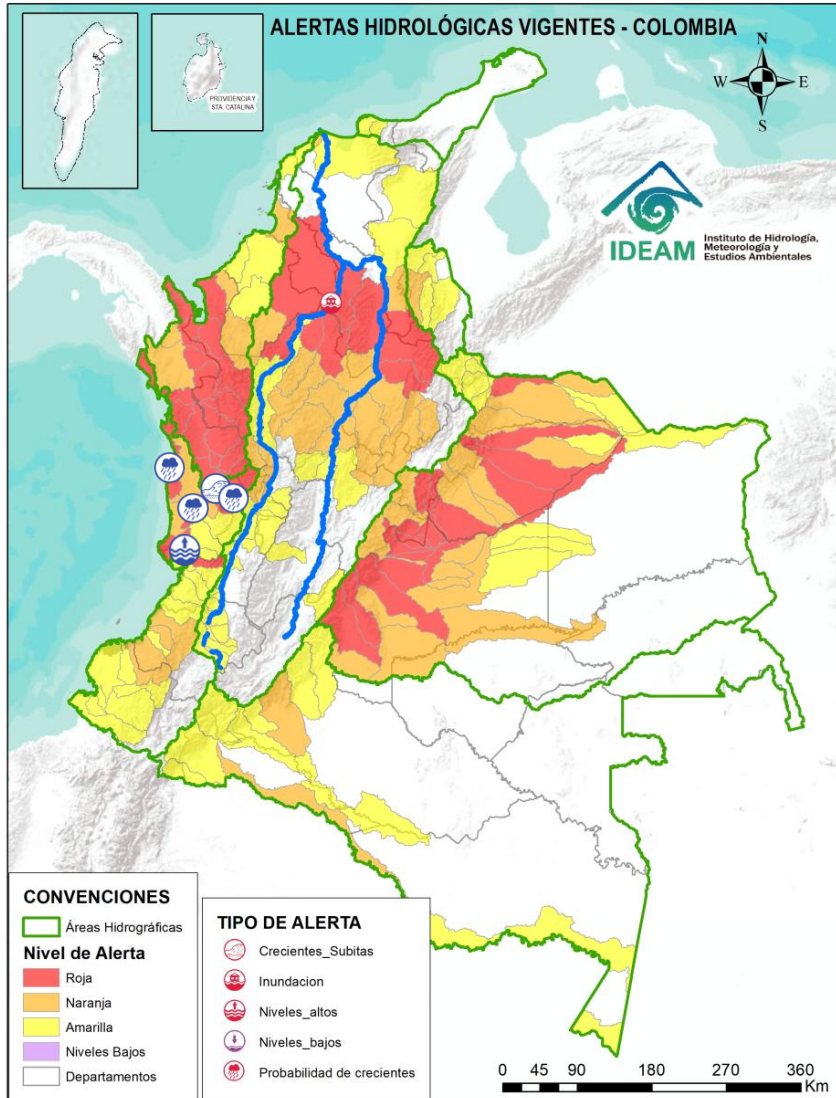 ALERTAS HIDROLÓGICAS VIGENTES - COLOMBIA
PROVIDENCIA Y
STA. CATALINA
N
W
E
S
IDEAM
Instituto de Hidrología,
Meteorología y
Estudios Ambientales
CONVENCIONES
Áreas Hidrográficas
Nivel de Alerta
Roja
Naranja
Amarilla
Niveles Bajos
Departamentos
TIPO DE ALERTA
Crecientes_Subitas
Inundacion
Niveles_altos
Niveles_bajos
Probabilidad de crecientes
0 45 90 180 270 360
Km